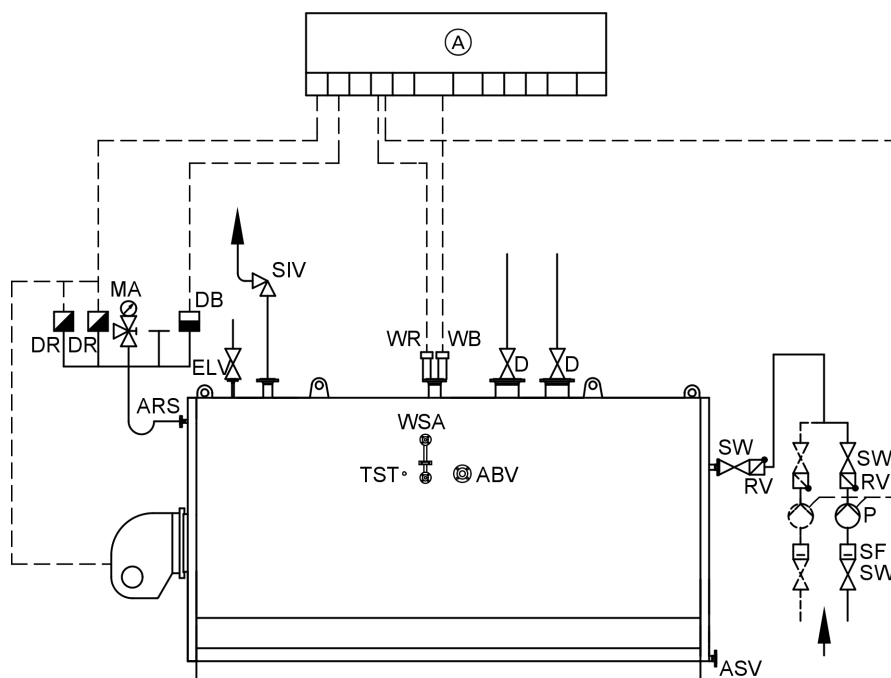 A
SIV
MA
DB
DR DR
ELV
WR WB
D D
ARS
WSA
TST ABV
SW
RV
SW
RV
P
SF
SW
ASV